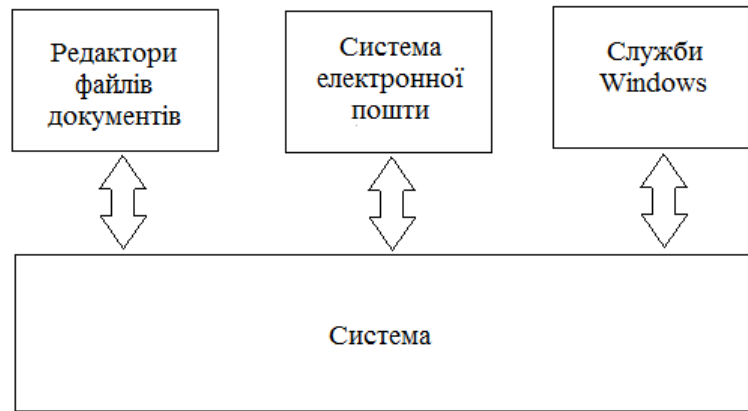 Редактори
файлів
документів
Система
електронної
пошти
Служби
Windows
Система